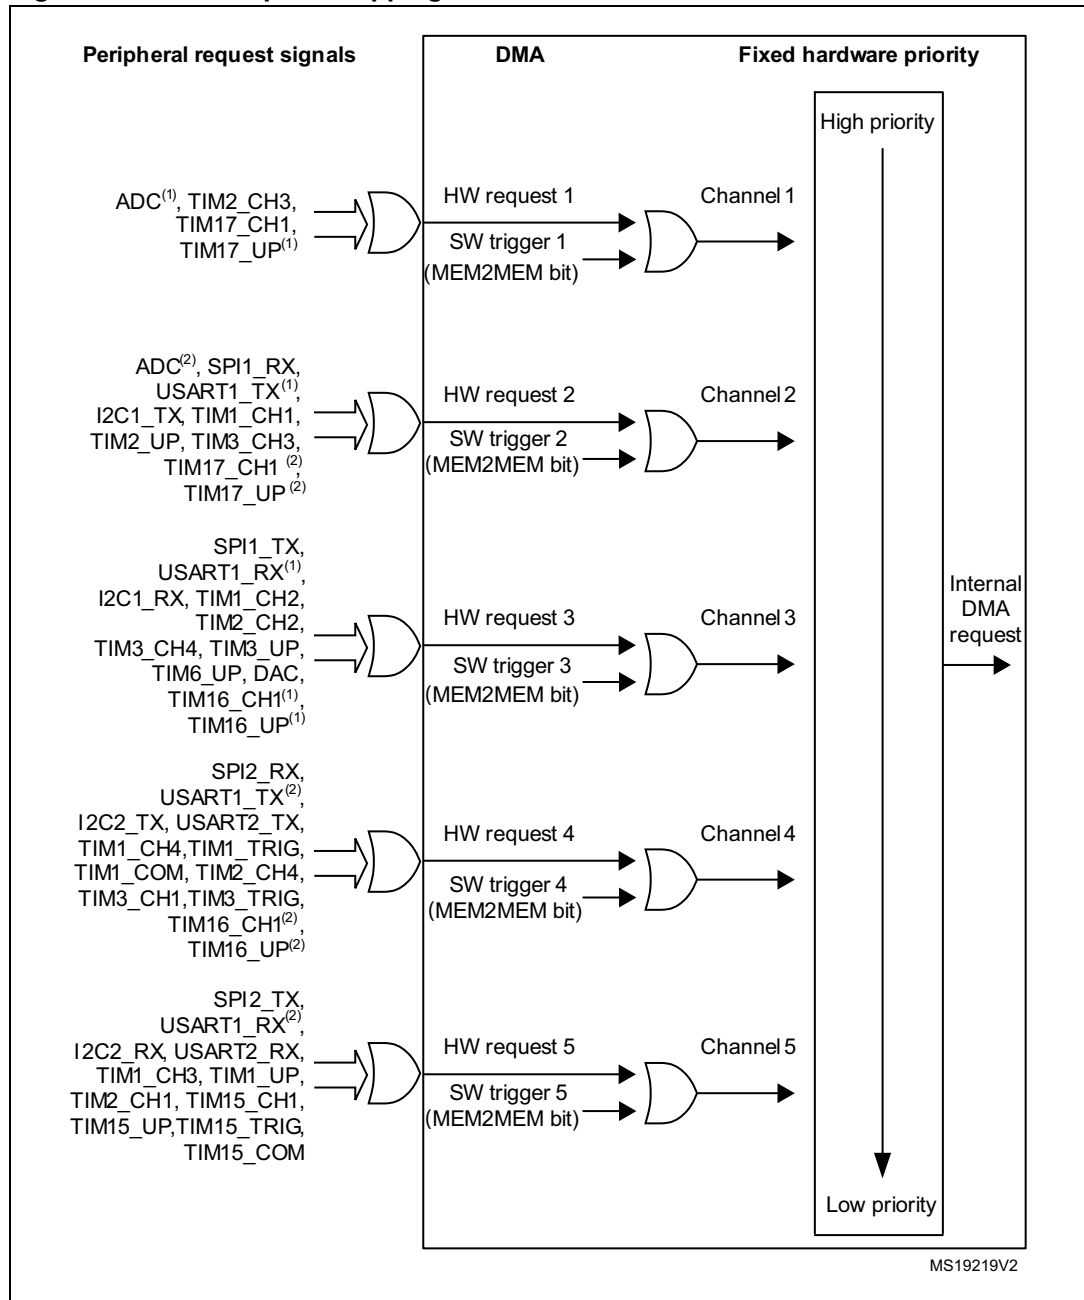 Peripheral request signals
DMA
Fixed hardware priority
High priority
ADC(1), TIM2_CH3,
TIM17_CH1,
TIM17_UP(1)
HW request 1
SW trigger 1
(MEM2MEM bit)
Channel 1
ADC(2), SPI1_RX,
USART1_TX(1),
I2C1_TX, TIM1_CH1,
TIM2_UP, TIM3_CH3,
TIM17_CH1 (2),
TIM17_UP (2)
HW request 2
SW trigger 2
(MEM2MEM bit)
Channel 2
SPI1_TX,
USART1_RX(1),
I2C1_RX, TIM1_CH2,
TIM2_CH2,
TIM3_CH4, TIM3_UP,
TIM6_UP, DAC,
TIM16_CH1(1),
TIM16_UP(1)
HW request 3
SW trigger 3
(MEM2MEM bit)
Channel 3
Internal
DMA
request
SPI2_RX,
USART1_TX(2),
I2C2_TX, USART2_TX,
TIM1_CH4,TIM1_TRIG,
TIM1_COM, TIM2_CH4,
TIM3_CH1,TIM3_TRIG,
TIM16_CH1(2),
TIM16_UP(2)
HW request 4
SW trigger 4
(MEM2MEM bit)
Channel 4
SPI2_TX,
USART1_RX(2),
I2C2_RX, USART2_RX,
TIM1_CH3, TIM1_UP,
TIM2_CH1, TIM15_CH1,
TIM15_UP,TIM15_TRIG,
TIM15_COM
HW request 5
SW trigger 5
(MEM2MEM bit)
Channel 5
Low priority
MS19219V2